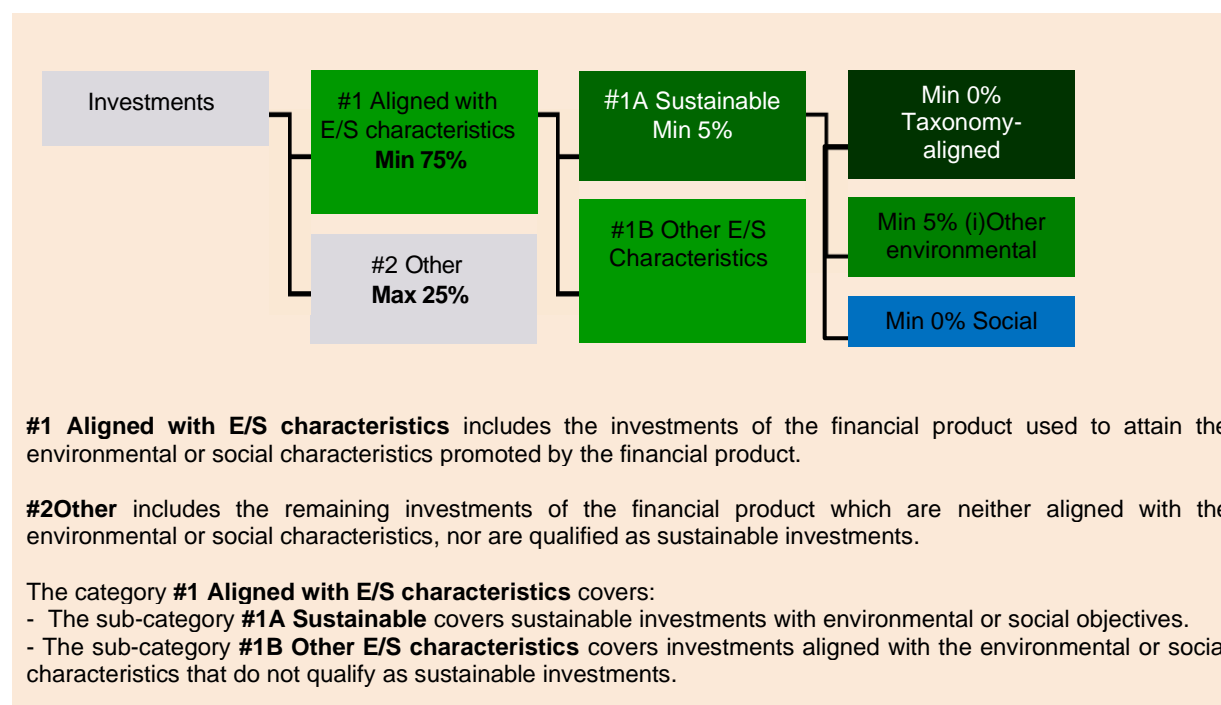 Investments
#1 Aligned with
E/S characteristics
Min 75%
#2 Other
Max 25%
#1A Sustainable
Min 5%
#1B Other E/S
Characteristics
Min 0%
Taxonomy-
aligned
Min 5% (i)Other
environmental
Min 0% Social
#1 Aligned with E/S characteristics includes the investments of the financial product used to attain the
environmental or social characteristics promoted by the financial product.
#2Other includes the remaining investments of the financial product which are neither aligned with the
environmental or social characteristics, nor are qualified as sustainable investments.
The category #1 Aligned with E/S characteristics covers:
- The sub-category #1A Sustainable covers sustainable investments with environmental or social objectives.
- The sub-category #1B Other E/S characteristics covers investments aligned with the environmental or social
characteristics that do not qualify as sustainable investments.